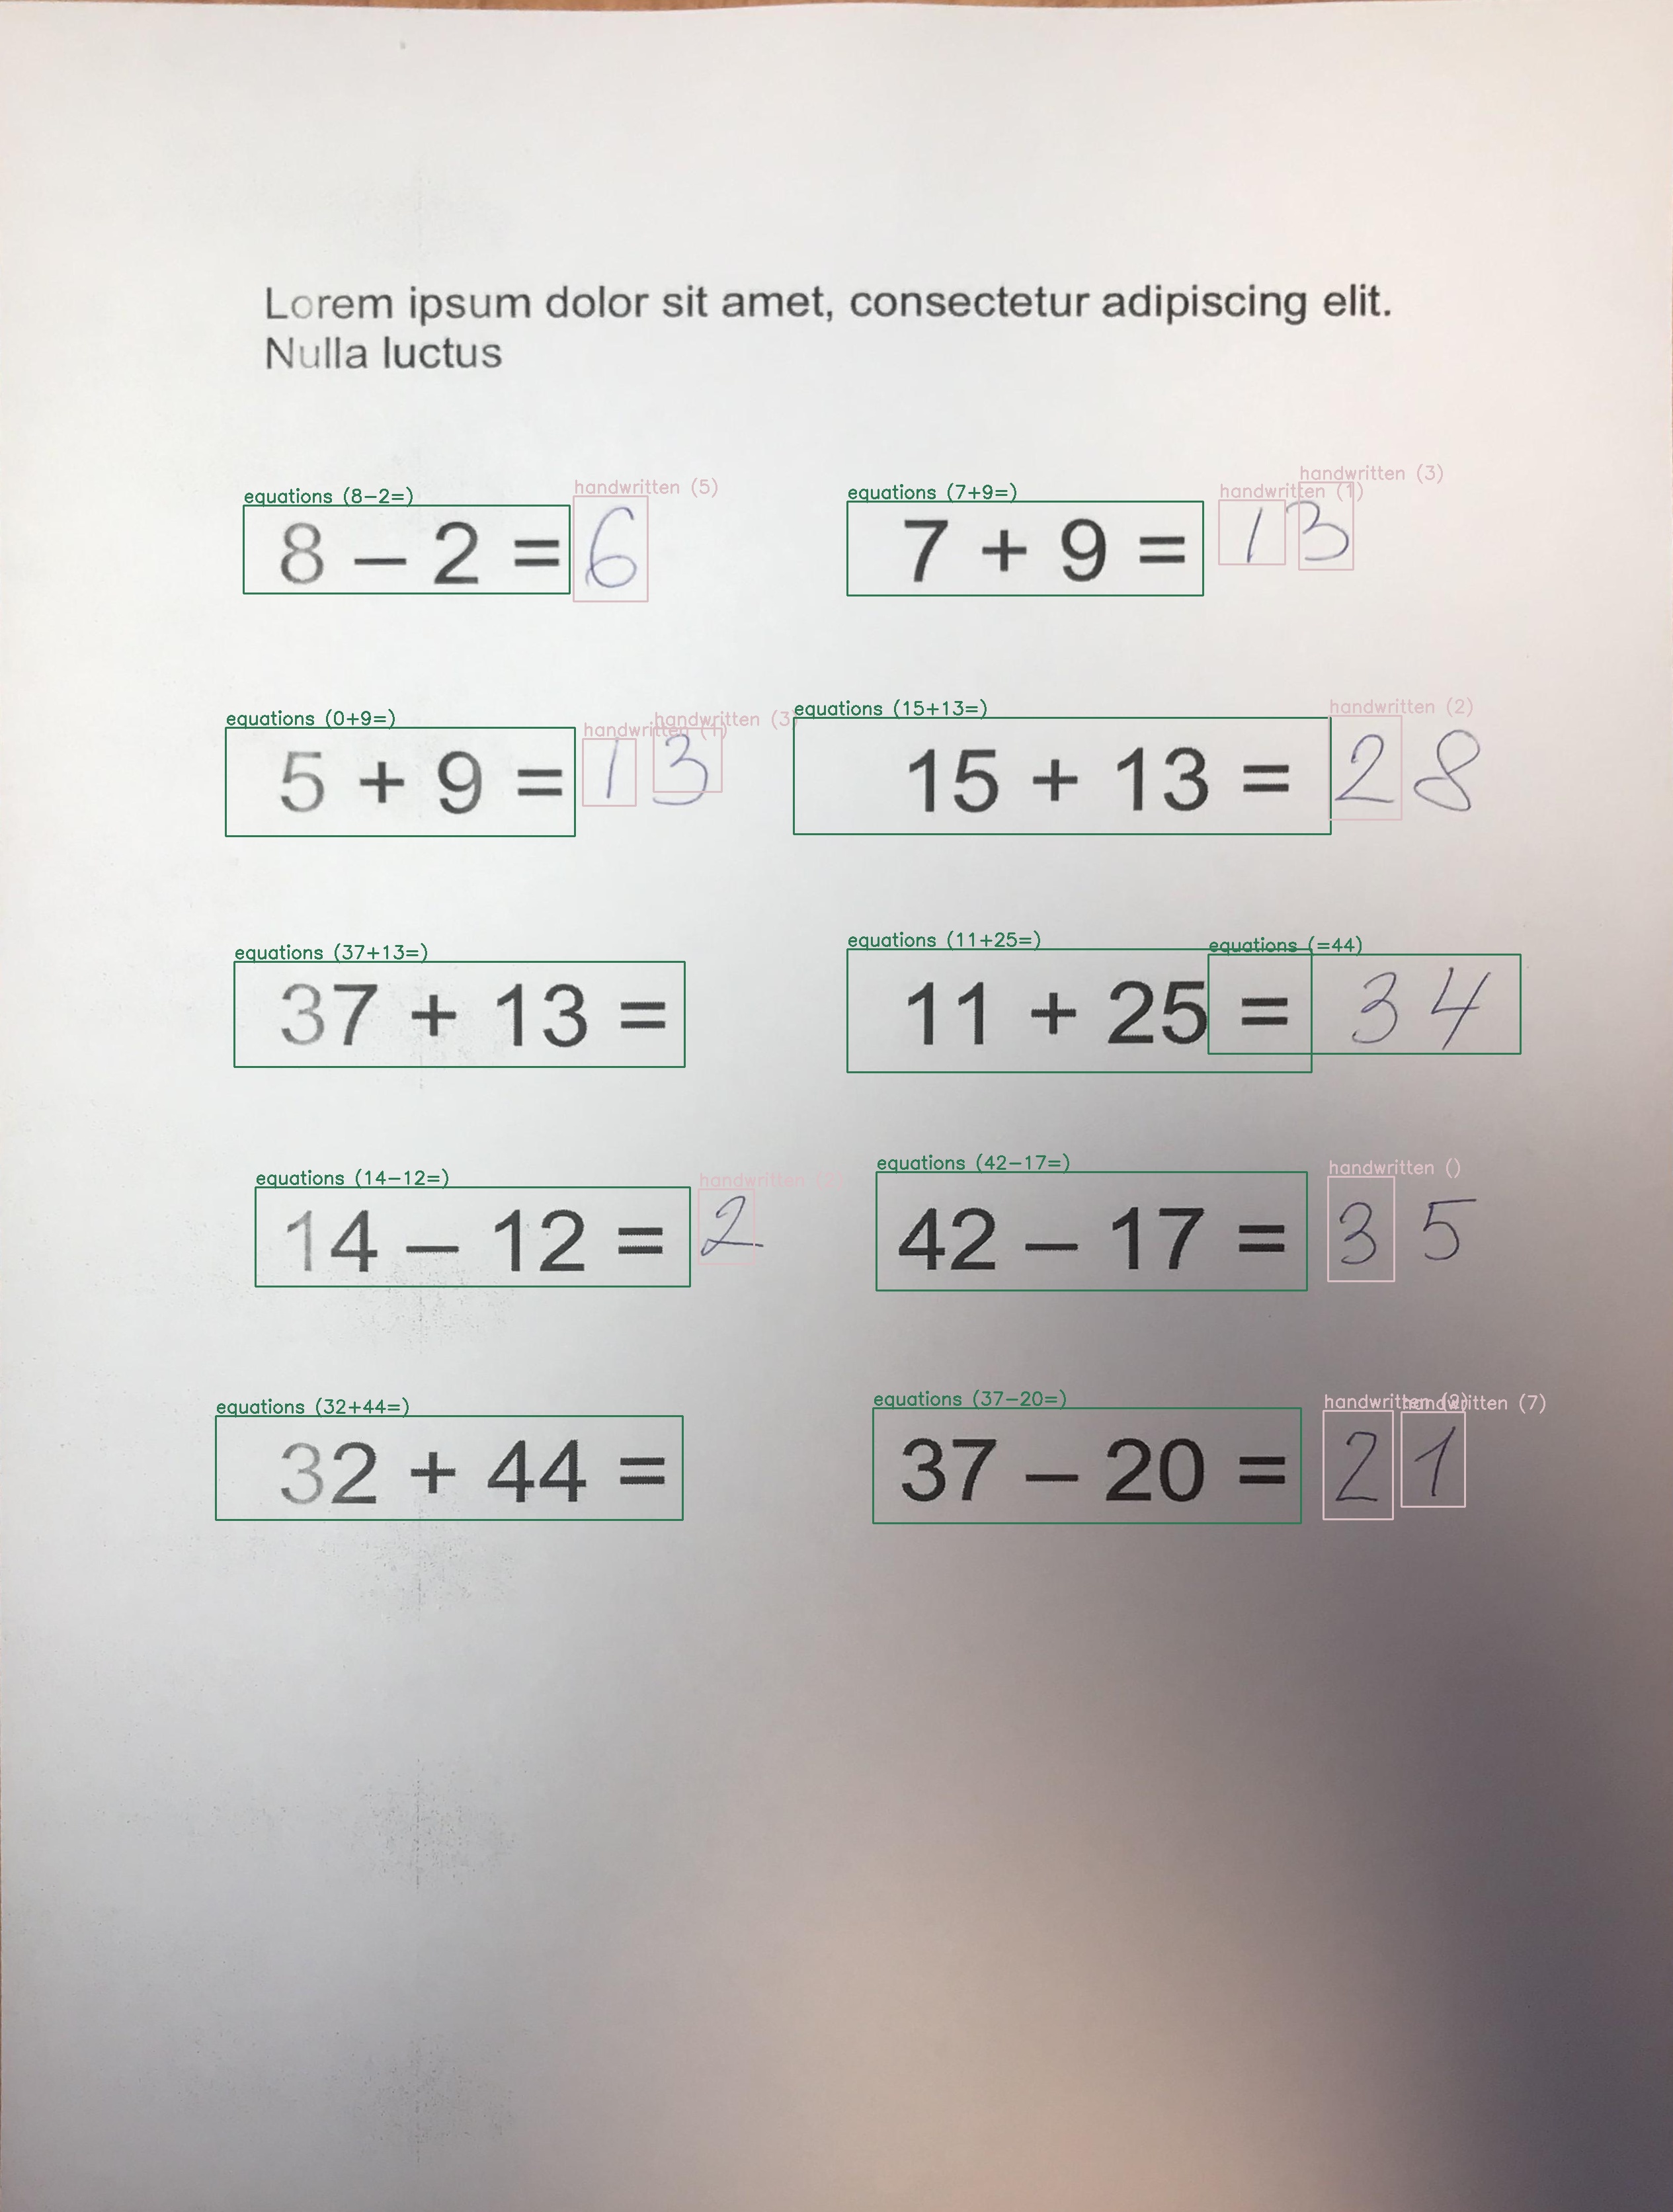 Lorem ipsum dolor sit amet, consectetur adipiscing elit.
Nulla luctus
equations (8-2=) handwritten (5) equations (7+9=) handwritten (1) handwritten (3)
8 – 2 = 6 7 + 9 = 13
equations (0+9=) handwritten (1) handwritten (3) equations (15+13=) handwritten (2)
5 + 9 = 13 15 + 13 = 28
equations (37+13=) equations (11+25=) equations (=44)
37 + 13 = 11 + 25 = 34
equations (14-12=) handwritten (2) equations (42-17=) handwritten ()
14 – 12 = 2 42 – 17 = 35
equations (32+44=) equations (37-20=) handwritten (2) handwritten (7)
32 + 44 = 37 – 20 = 21